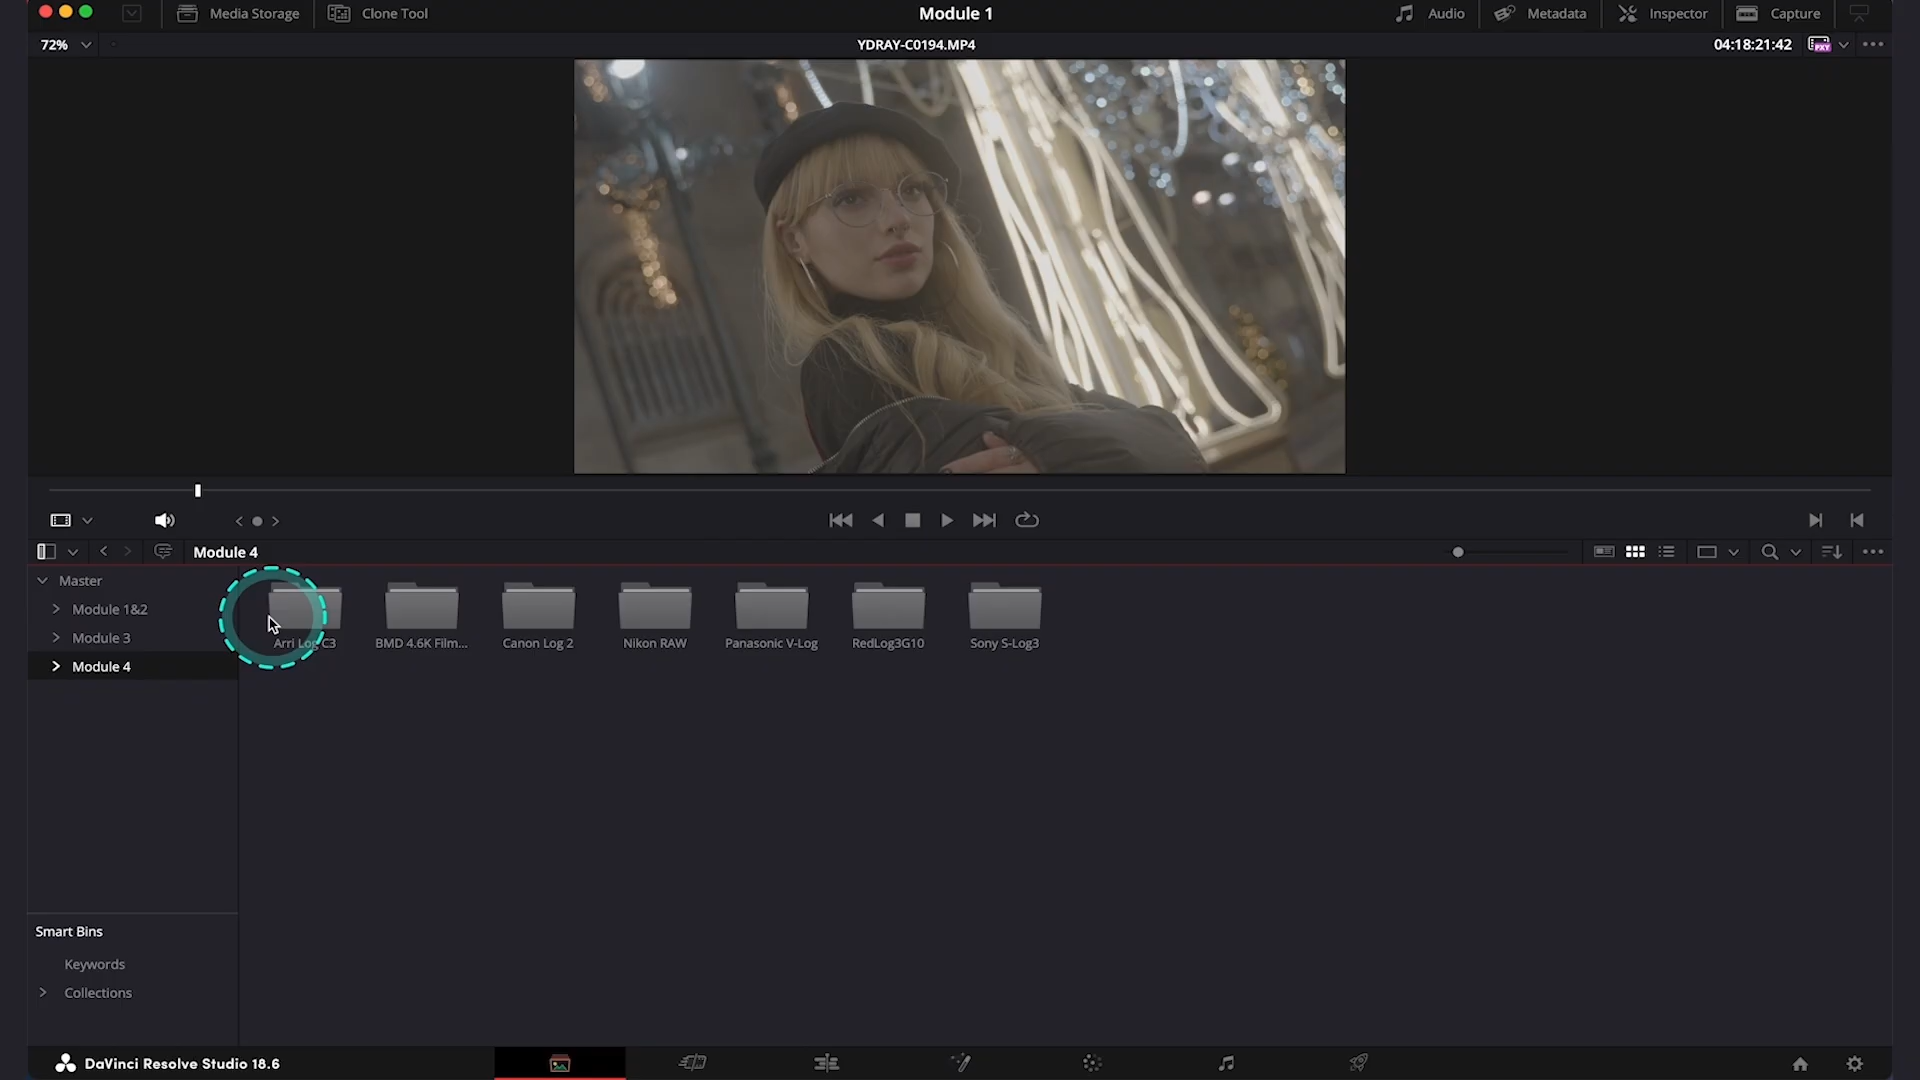 Media Storage
Clone Tool
Module 1
Audio
Metadata
Inspector
Capture
72%
YDRAY-C0194.MP4
04:18:21:42
PXY
Module 4
Master
Module 1&2
Module 3
Module 4
Arri Log C3
BMD 4.6K Film...
Canon Log 2
Nikon RAW
Panasonic V-Log
RedLog3G10
Sony S-Log3
Smart Bins
Keywords
Collections
DaVinci Resolve Studio 18.6